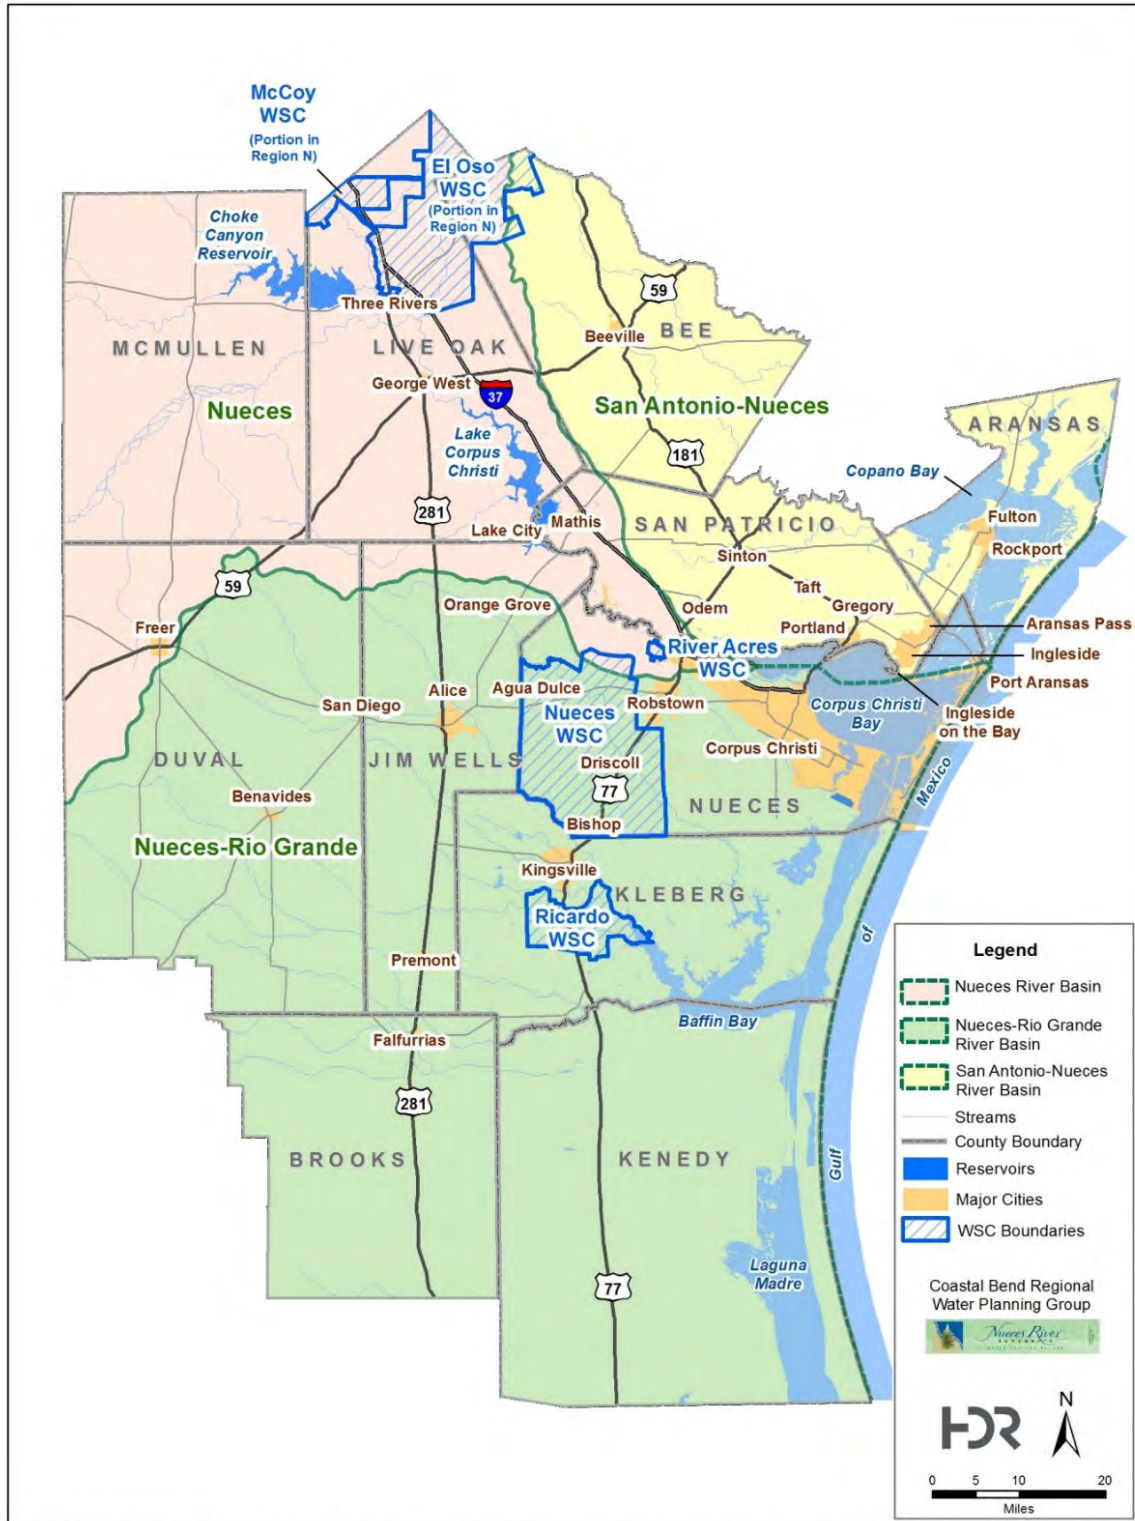 McCoy
WSC
(Portion in
Region N)
El Oso
WSC
(Portion in
Region N)
Choke
Canyon
Reservoir
59
Three Rivers
Beeville
BEE
MCMULLEN
LIVE OAK
George West
37
Nueces
San Antonio-Nueces
ARANSAS
Lake
Corpus
Christi
181
Copano Bay
281
Fulton
Lake City
Mathis
SAN PATRICIO
Rockport
Sinton
59
Taft
Orange Grove
Odem
Gregory
Freer
Portland
Aransas Pass
River Acres
WSC
Ingleside
Port Aransas
Agua Dulce
Alice
San Diego
Robstown
Nueces
WSC
Corpus Christi
Bay
Ingleside
on the Bay
Corpus Christi
DUVAL
JIM WELLS
Driscoll
77
NUECES
Benavides
Bishop
Nueces-Rio Grande
Kingsville
KLEBERG
Ricardo
WSC
Premont
Baffin Bay
Falfurrias
281
BROOKS
KENEDY
Laguna
Madre
77
Gulf
of
Mexico
Legend
Nueces River Basin
Nueces-Rio Grande
River Basin
San Antonio-Nueces
River Basin
Streams
County Boundary
Reservoirs
Major Cities
WSC Boundaries
Coastal Bend Regional
Water Planning Group
Nueces River
AUTHORITY
HDR
N
0 5 10 20
Miles